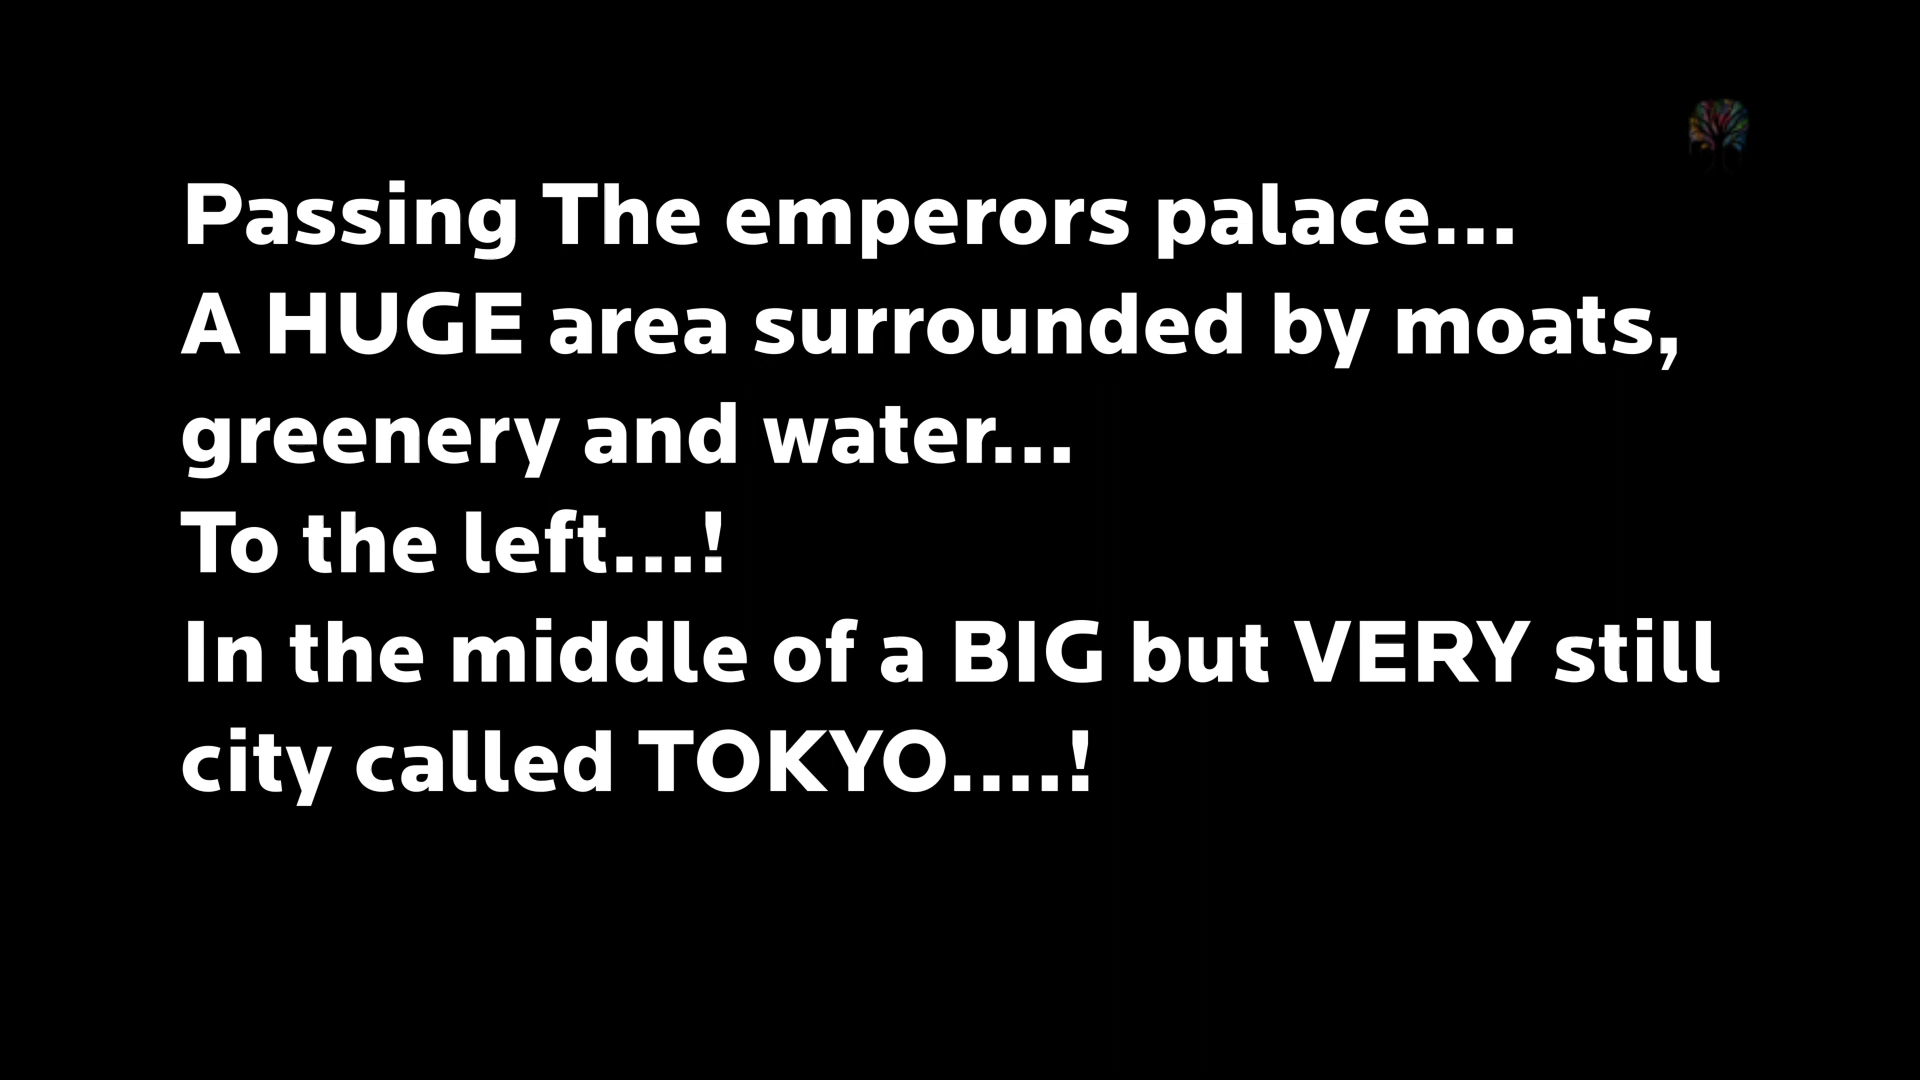 Passing The emperors palace...
A HUGE area surrounded by moats,
greenery and water...
To the left...!
In the middle of a BIG but VERY still
city called TOKYO....!